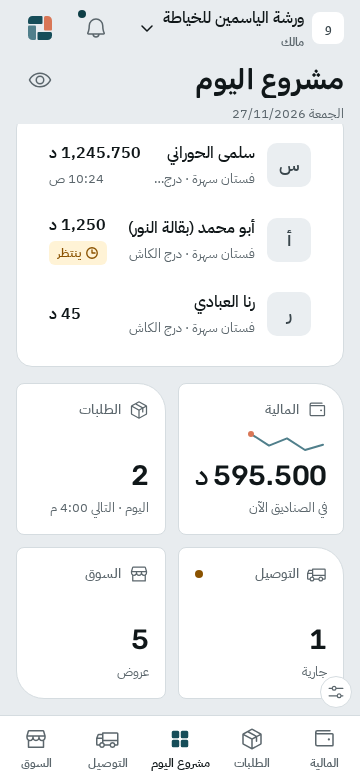 و
ورشة الياسمين للخياطة
مالك
مشروع اليوم
الجمعة 27/11/2026
س
سلمى الحوراني
1,245.750 د
فستان سهرة · درج...
10:24 ص
أ
أبو محمد (بقالة النور)
1,250 د
فستان سهرة · درج الكاش
ينتظر
ر
رنا العبادي
45 د
فستان سهرة · درج الكاش
المالية
595.500 د
في الصناديق الآن
الطلبات
2
اليوم · التالي 4:00 م
التوصيل
1
جارية
السوق
5
عروض
المالية
الطلبات
مشروع اليوم
التوصيل
السوق